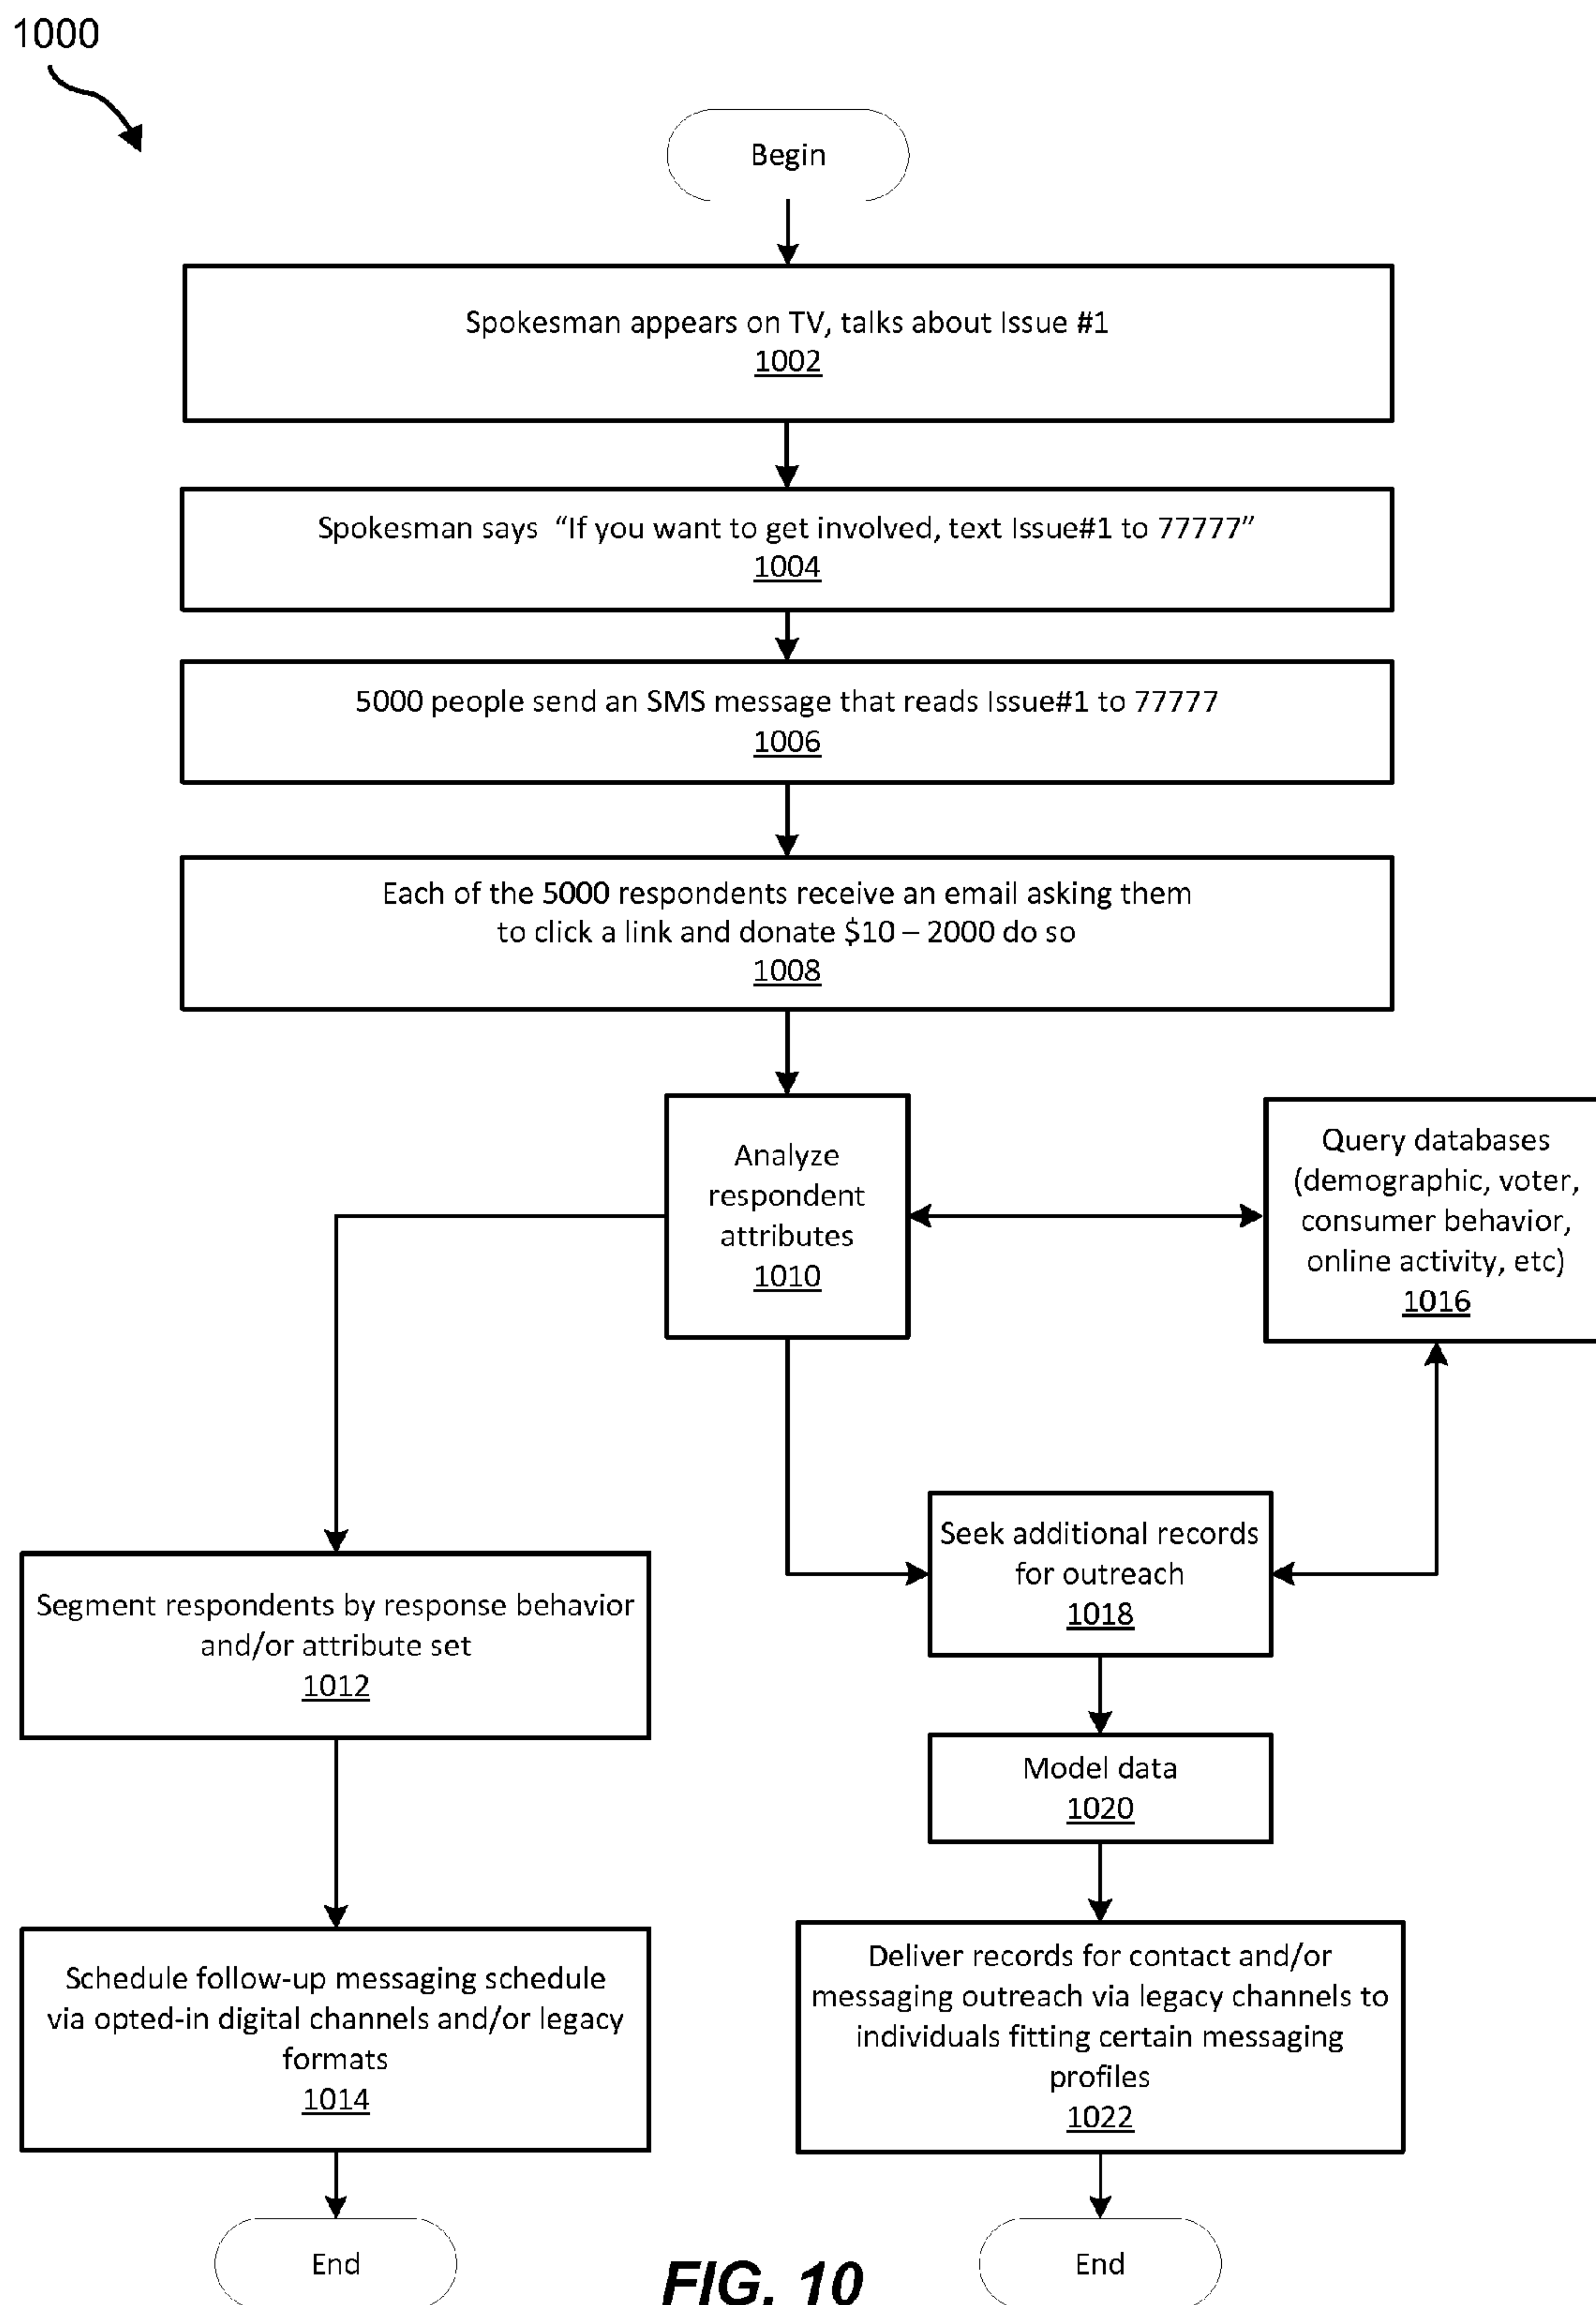 1000
Begin
Spokesman appears on TV, talks about Issue #1
1002
Spokesman says “If you want to get involved, text Issue#1 to 77777”
1004
5000 people send an SMS message that reads Issue#1 to 77777
1006
Each of the 5000 respondents receive an email asking them
to click a link and donate $10 – 2000 do so
1008
Analyze
respondent
attributes
1010
Query databases
(demographic, voter,
consumer behavior,
online activity, etc)
1016
Seek additional records
for outreach
1018
Segment respondents by response behavior
and/or attribute set
1012
Model data
1020
Schedule follow-up messaging schedule
via opted-in digital channels and/or legacy
formats
1014
Deliver records for contact and/or
messaging outreach via legacy channels to
individuals fitting certain messaging
profiles
1022
End
End
FIG. 10